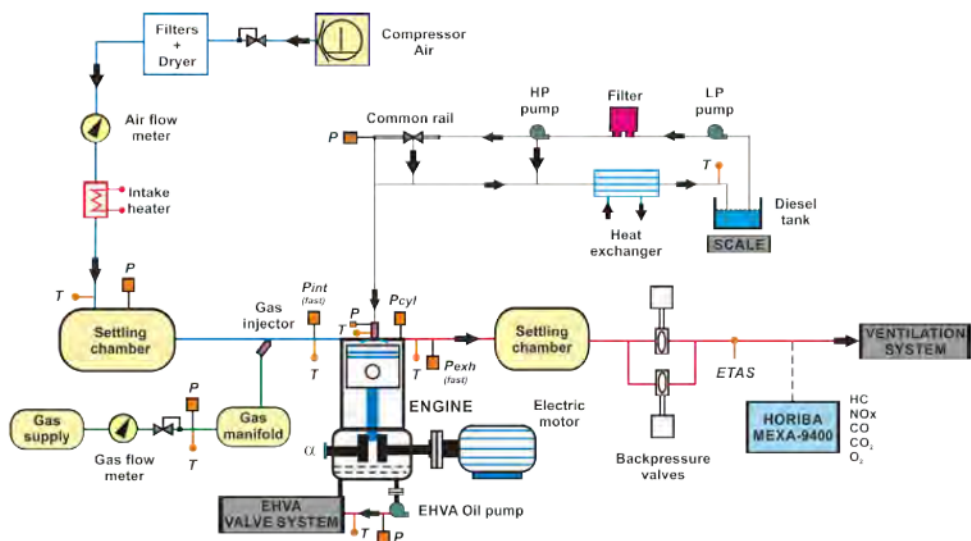 Filters
+
Dryer
Compressor
Air
Air flow
meter
Intake
heater
P
T
Settling
chamber
HP
pump
Filter
LP
pump
Common rail
P
T
Diesel
tank
SCALE
Heat
exchanger
Gas
injector
Pint
(fast)
T
P
T
Pcyl
Pexh
(fast)
T
Settling
chamber
ETAS
VENTILATION
SYSTEM
HORIBA
MEXA-9400
HC
NOx
CO
CO₂
O₂
Backpressure
valves
ENGINE
Electric
motor
α
Gas
supply
Gas flow
meter
P
T
Gas
manifold
EHVA
VALVE SYSTEM
EHVA Oil pump
T
P